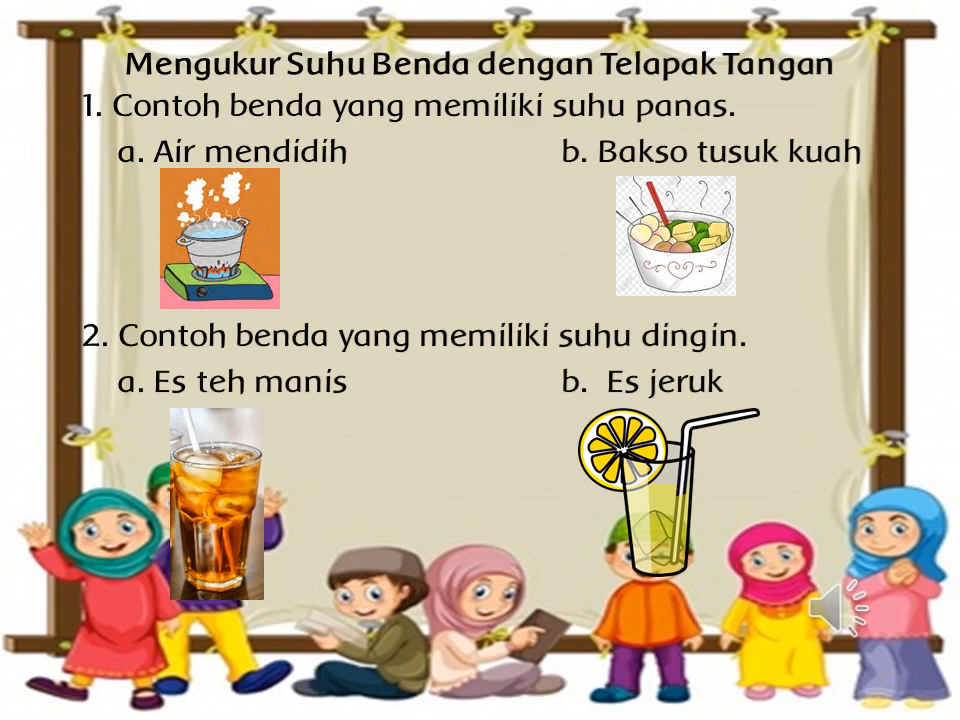 Mengukur Suhu Benda dengan Telapak Tangan
1. Contoh benda yang memiliki suhu panas.
a. Air mendidih b. Bakso tusuk kuah
2. Contoh benda yang memiliki suhu dingin.
a. Es teh manis b. Es jeruk